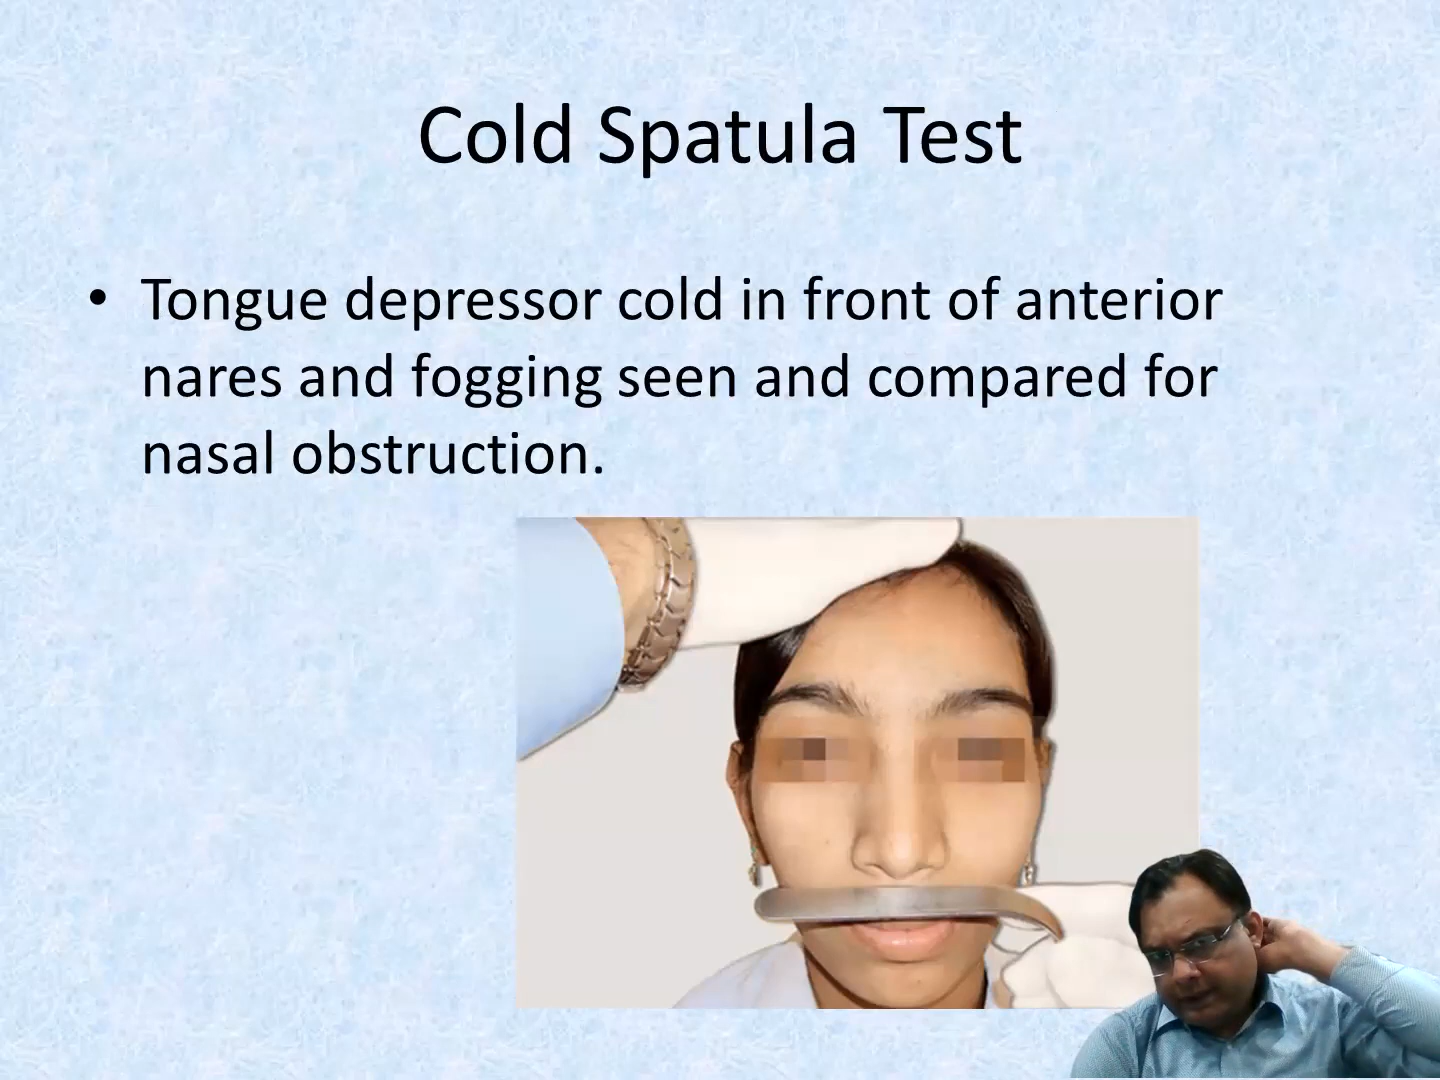 Cold Spatula Test
• Tongue depressor cold in front of anterior
nares and fogging seen and compared for
nasal obstruction.